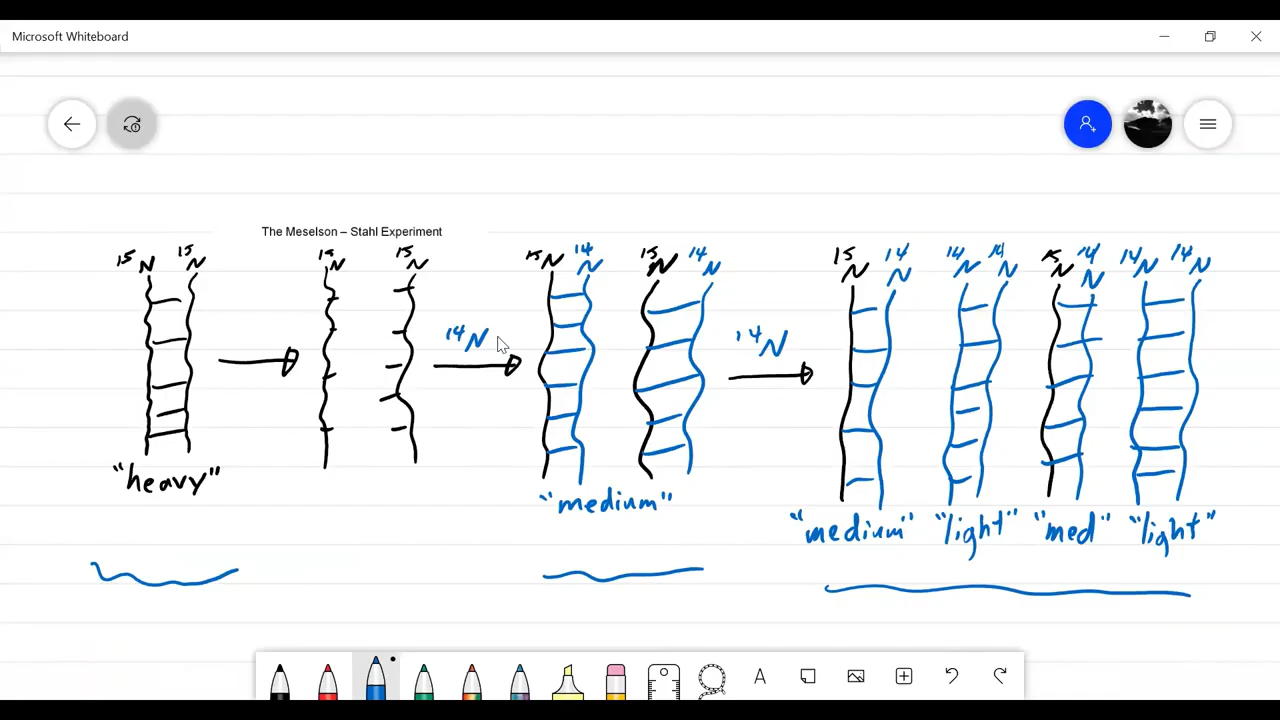 Microsoft Whiteboard
The Meselson – Stahl Experiment
15N 15N 15N 15N 15N 14N 15N 14N 15N 14N 14N 14N 15N 14N 14N 14N
14N 14N
"heavy" "medium" "medium" "light" "med" "light"
A